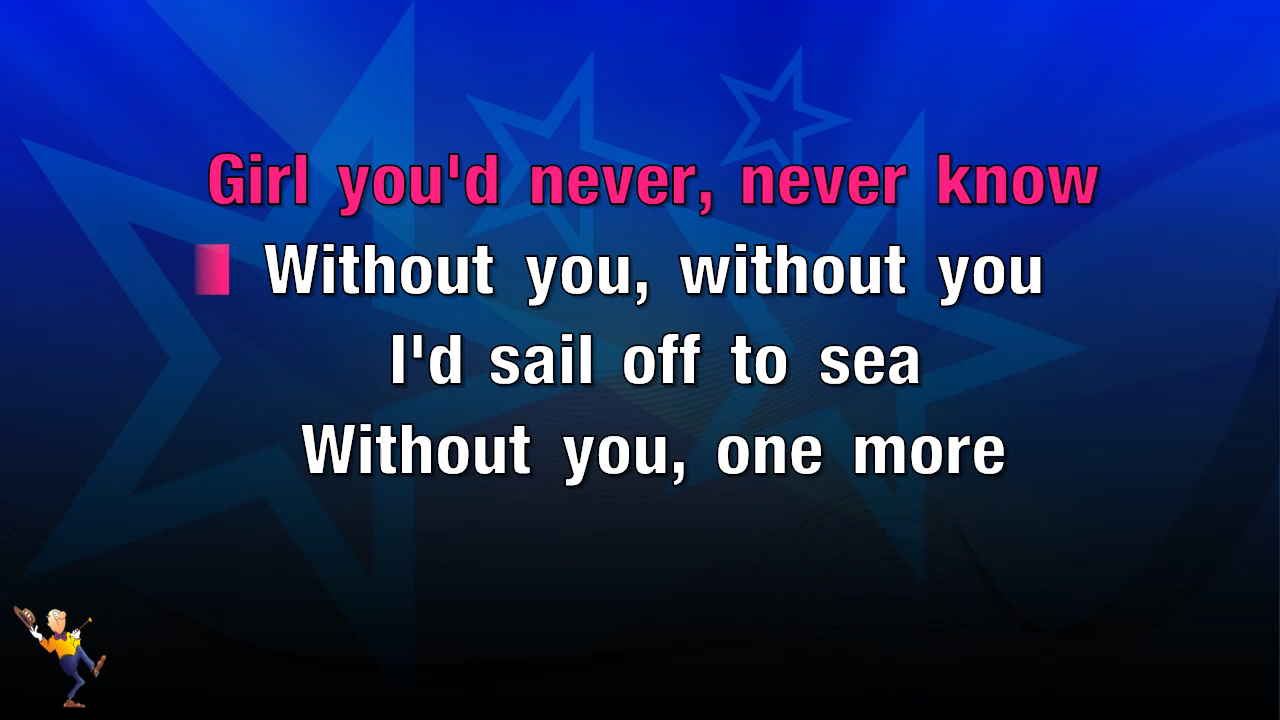 Girl you'd never, never know
Without you, without you
I'd sail off to sea
Without you, one more